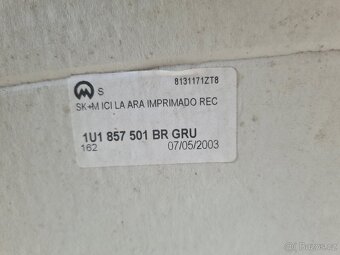 S 8131171ZT8
SK+M ICI LA ARA IMPRIMADO REC
1U1 857 501 BR GRU
162 07/05/2003